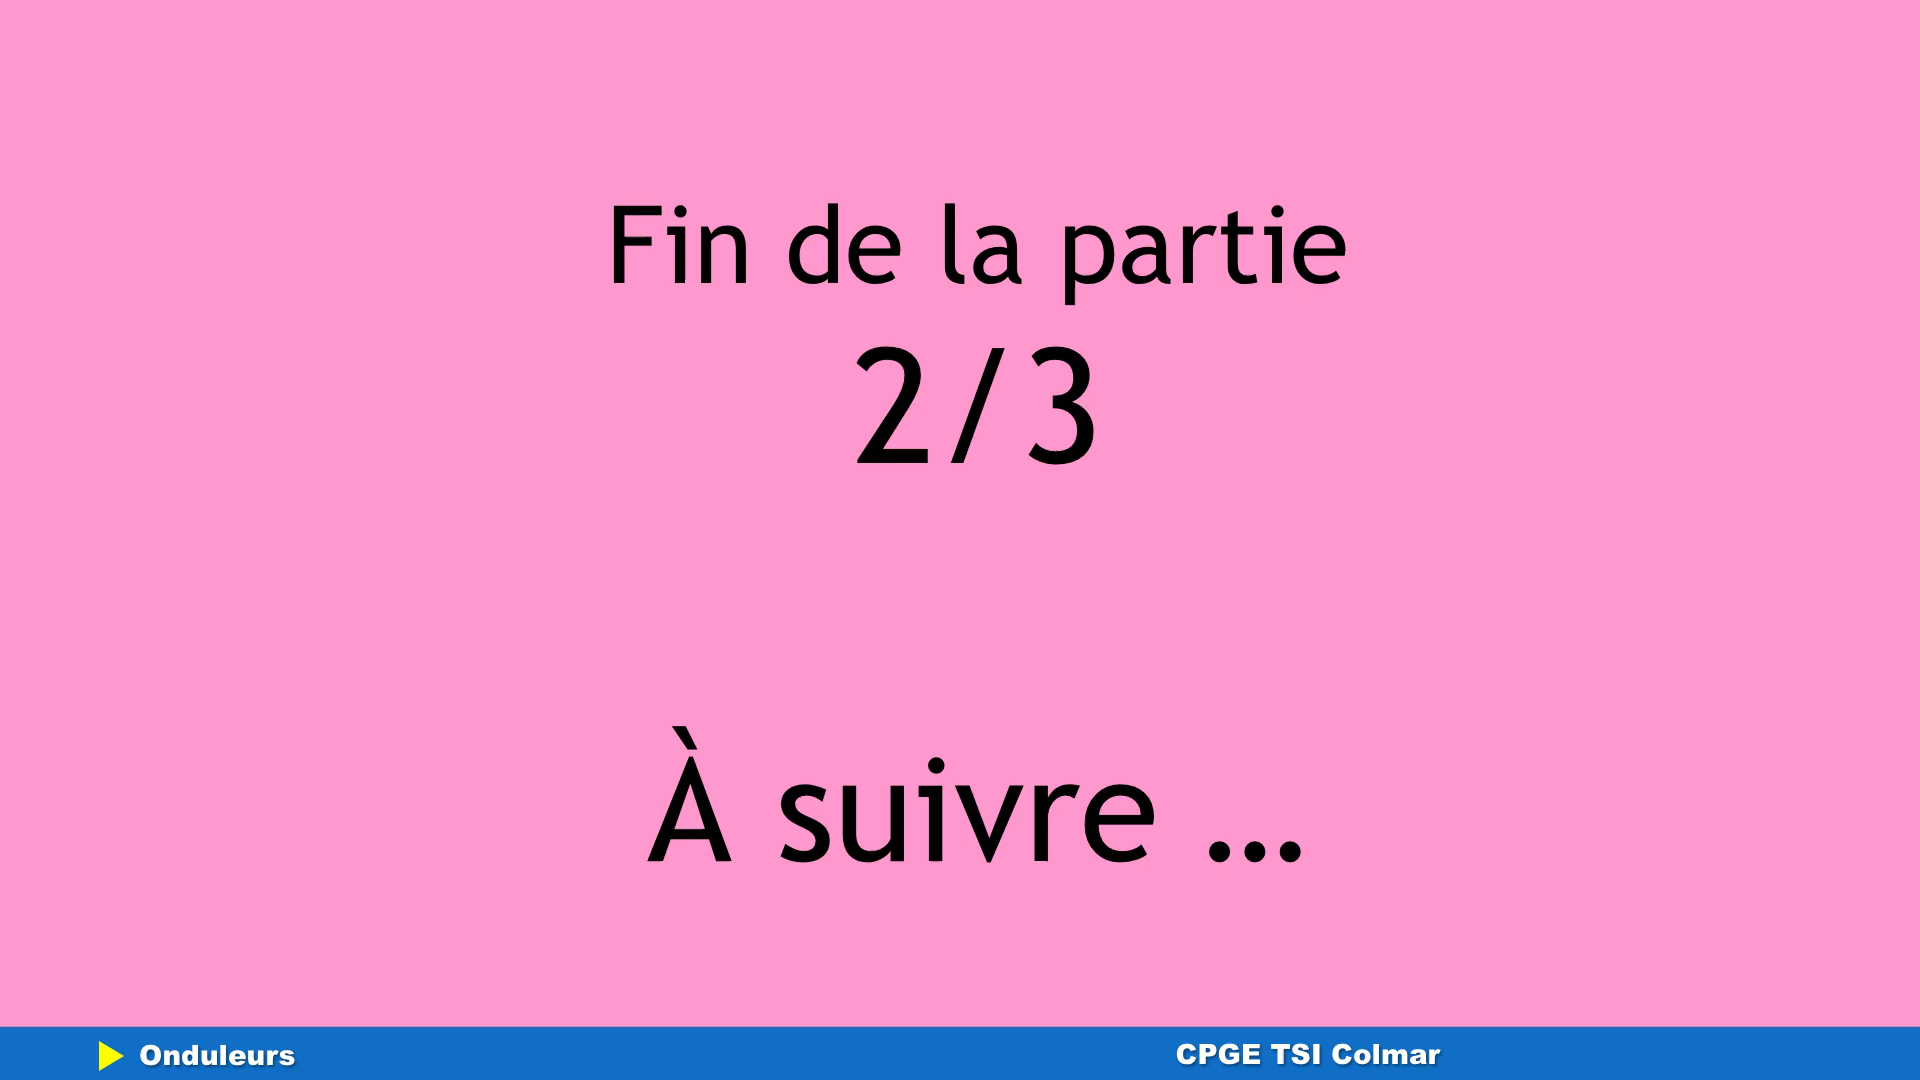 Fin de la partie
2/3
À suivre ...
Onduleurs
CPGE TSI Colmar